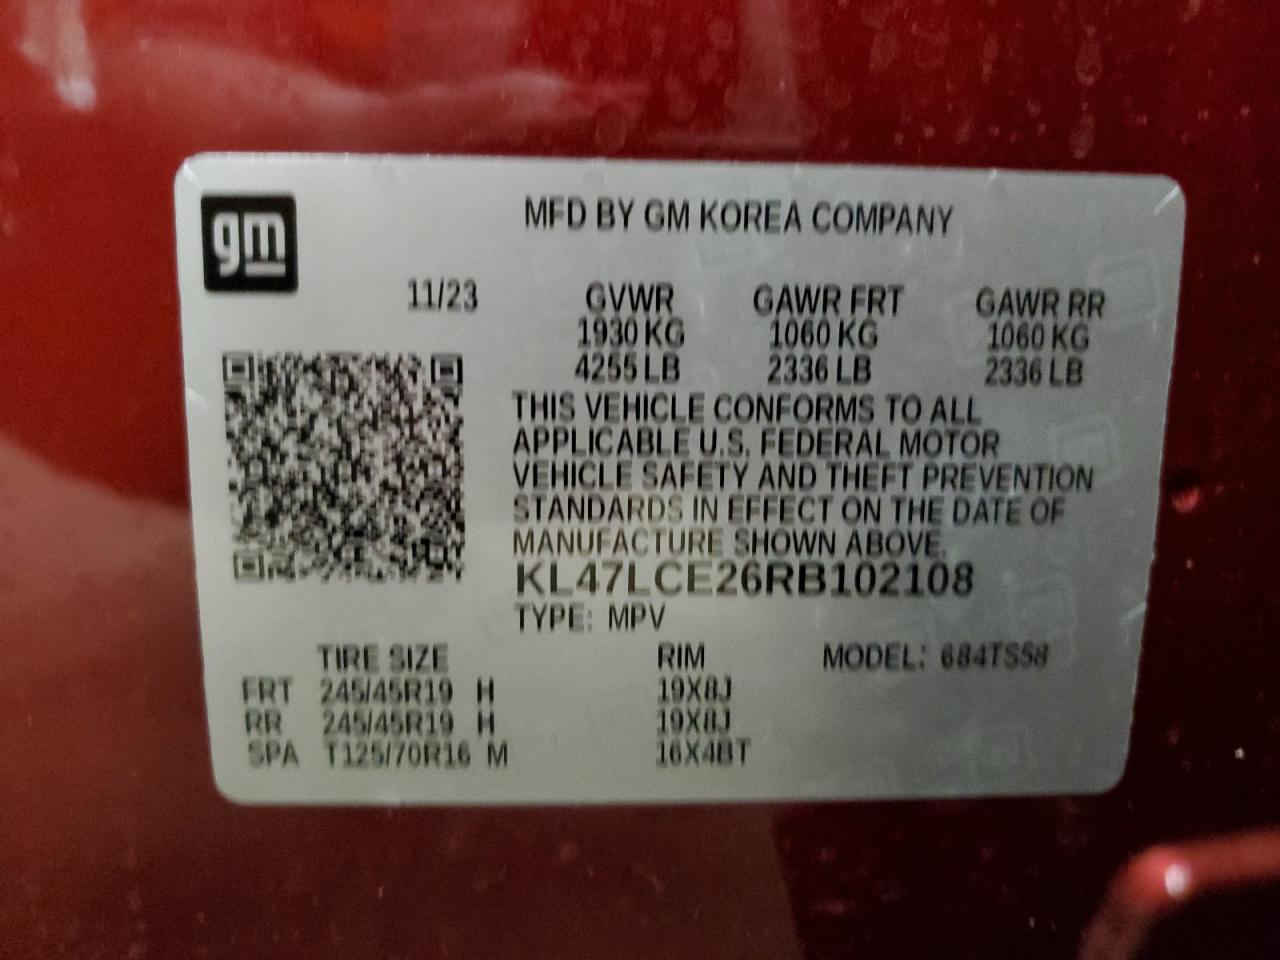 gm
MFD BY GM KOREA COMPANY
11/23 GVWR GAWR FRT GAWR RR
1930 KG 1060 KG 1060 KG
4255 LB 2336 LB 2336 LB
THIS VEHICLE CONFORMS TO ALL
APPLICABLE U.S. FEDERAL MOTOR
VEHICLE SAFETY AND THEFT PREVENTION
STANDARDS IN EFFECT ON THE DATE OF
MANUFACTURE SHOWN ABOVE.
KL47LCE26RB102108
TYPE: MPV
TIRE SIZE RIM MODEL: 684TS58
FRT 245/45R19 H 19X8J
RR 245/45R19 H 19X8J
SPA T125/70R16 M 16X4BT